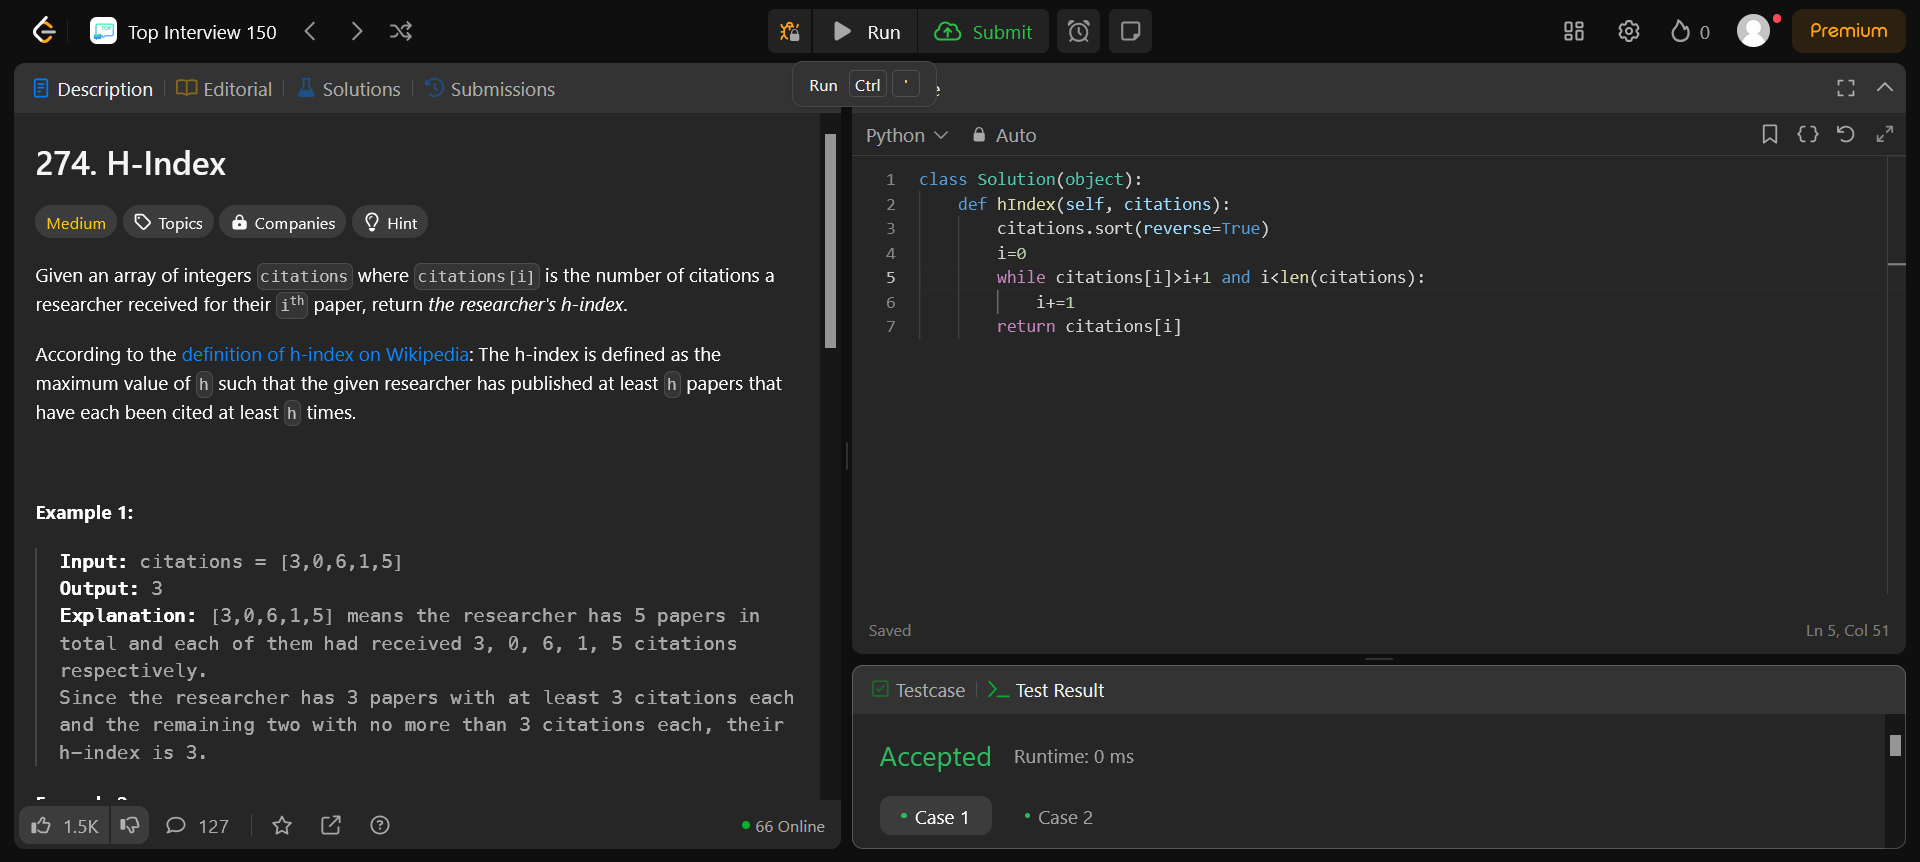 Top Interview 150
Run
Submit
0
Premium
Description
Editorial
Solutions
Submissions
Run Ctrl '
274. H-Index
Medium
Topics
Companies
Hint
Given an array of integers citations where citations[i] is the number of citations a
researcher received for their ith paper, return the researcher's h-index.
According to the definition of h-index on Wikipedia: The h-index is defined as the
maximum value of h such that the given researcher has published at least h papers that
have each been cited at least h times.
Example 1:
Input: citations = [3,0,6,1,5]
Output: 3
Explanation: [3,0,6,1,5] means the researcher has 5 papers in
total and each of them had received 3, 0, 6, 1, 5 citations
respectively.
Since the researcher has 3 papers with at least 3 citations each
and the remaining two with no more than 3 citations each, their
h-index is 3.
1.5K
127
66 Online
Python
Auto
1 class Solution(object):
2 def hIndex(self, citations):
3 citations.sort(reverse=True)
4 i=0
5 while citations[i]>i+1 and i<len(citations):
6 i+=1
7 return citations[i]
Saved
Ln 5, Col 51
Testcase
Test Result
Accepted
Runtime: 0 ms
Case 1
Case 2